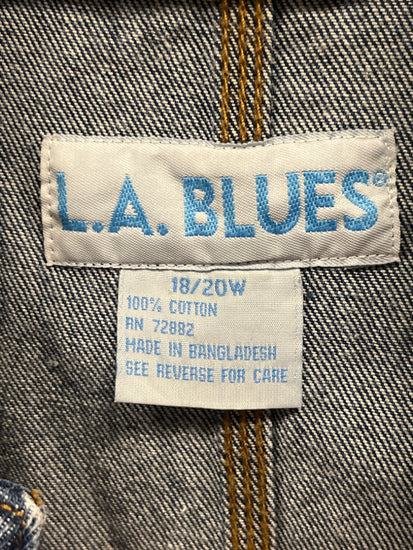 L.A. BLUES®
18/20W
100% COTTON
RN 72882
MADE IN BANGLADESH
SEE REVERSE FOR CARE